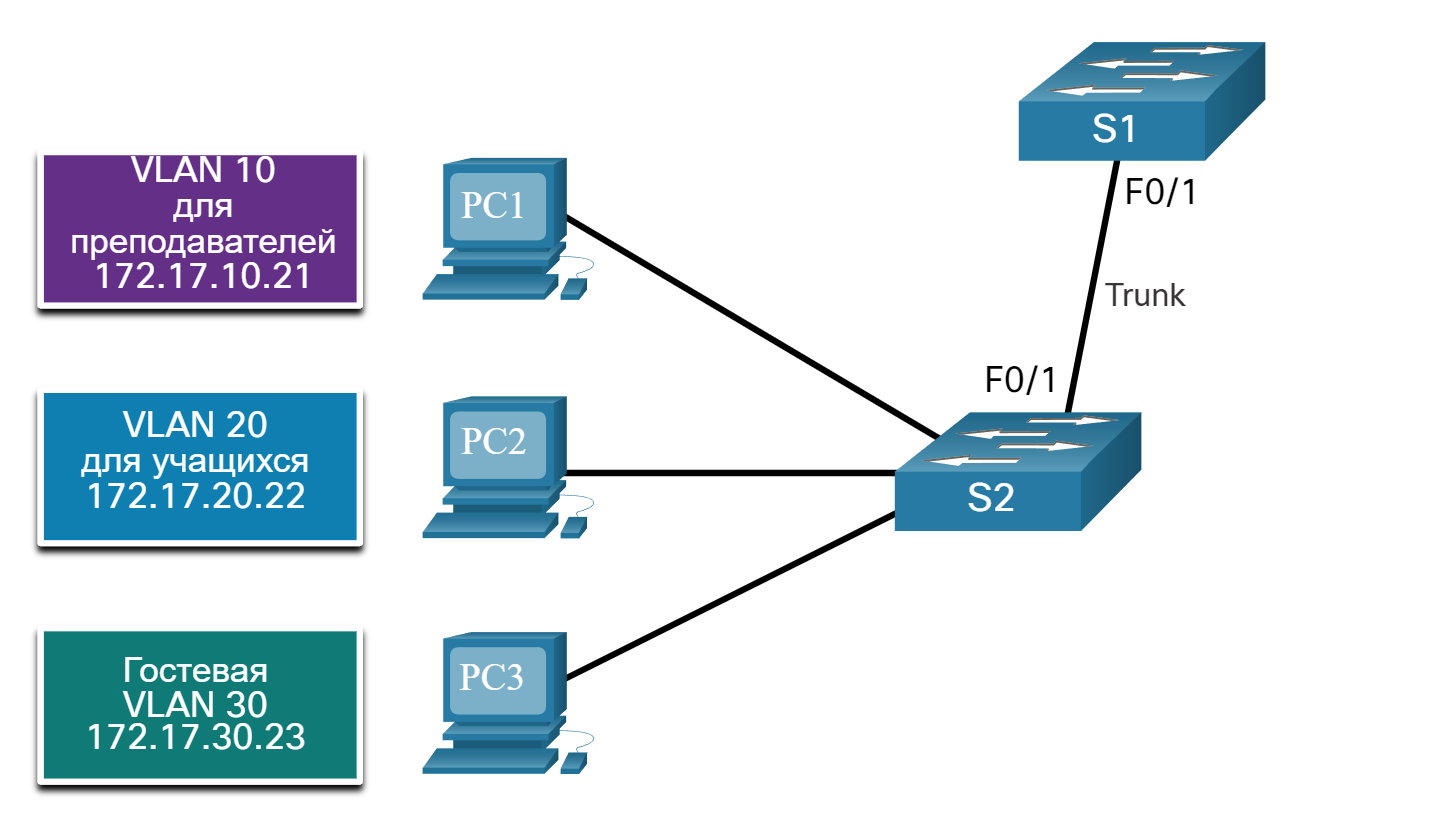 VLAN 10
для
преподавателей
172.17.10.21
PC1
S1
F0/1
Trunk
F0/1
VLAN 20
для учащихся
172.17.20.22
PC2
S2
Гостевая
VLAN 30
172.17.30.23
PC3